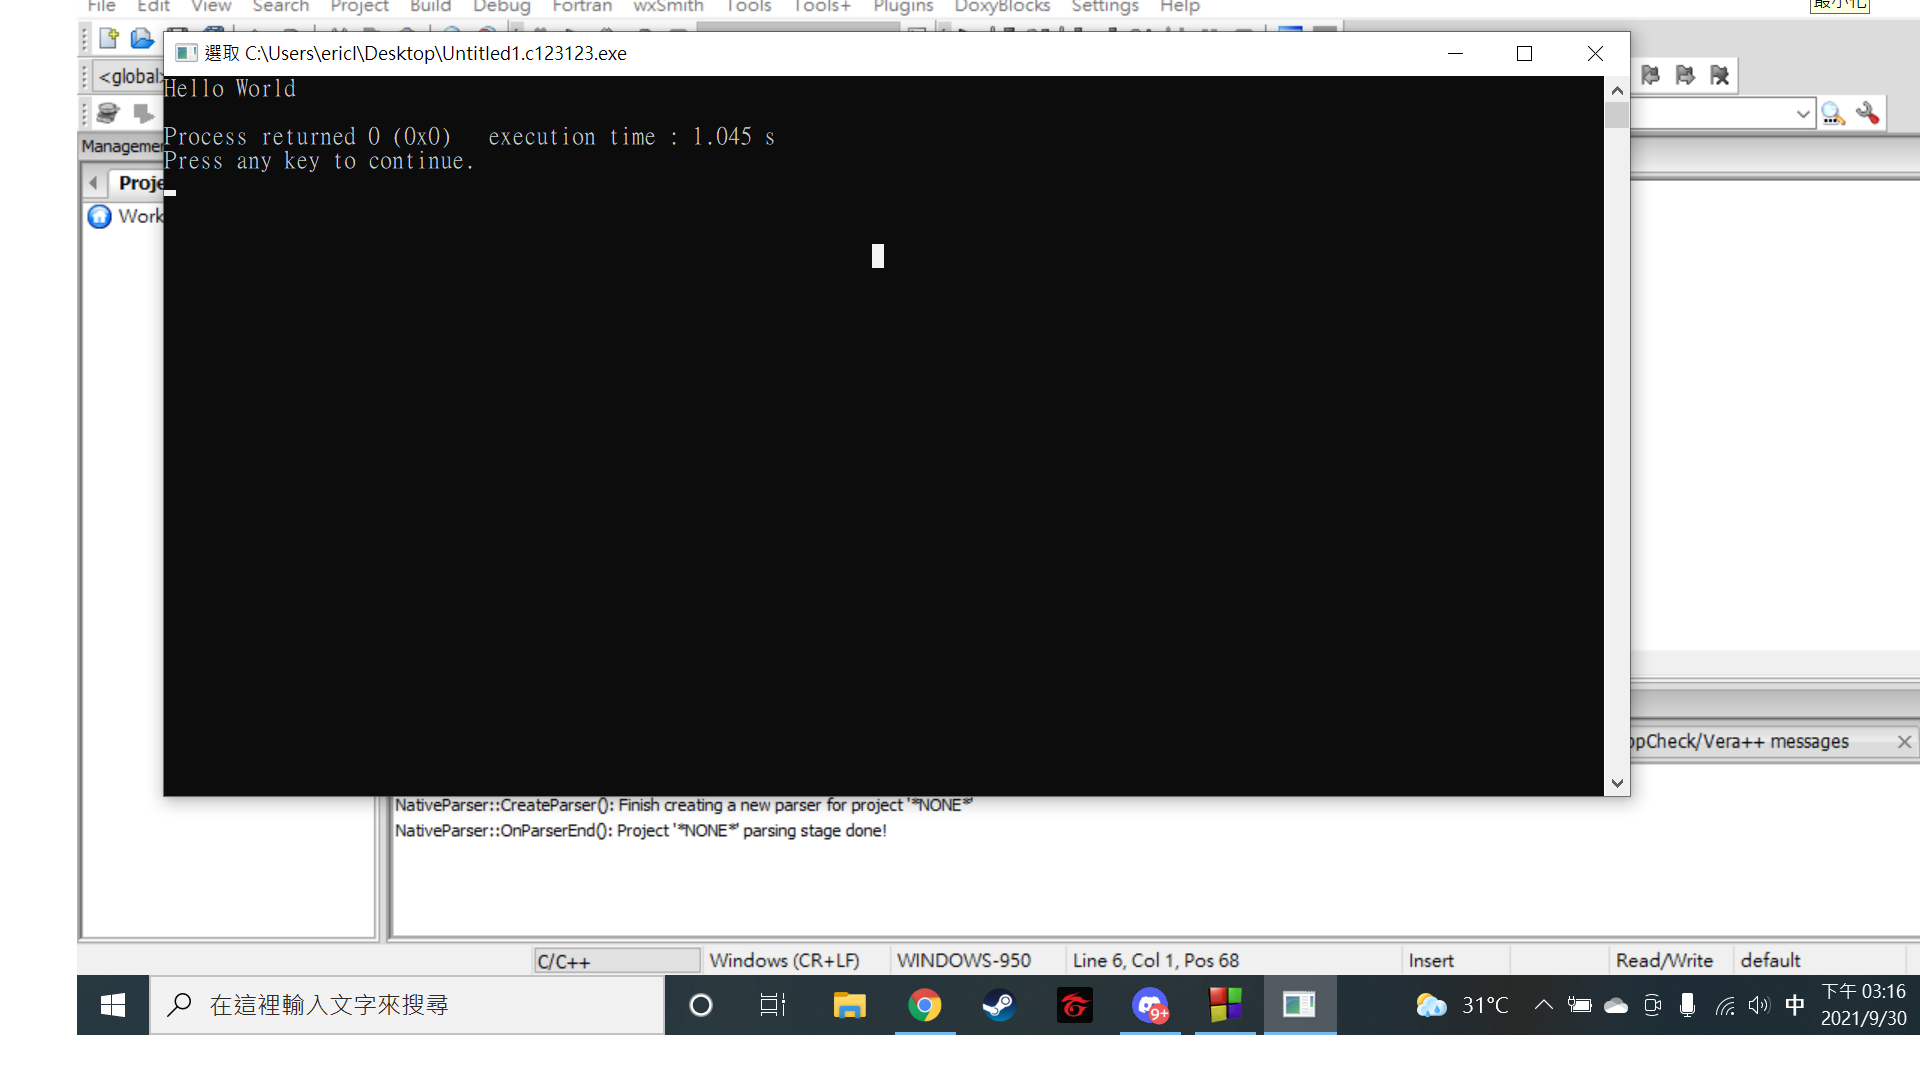 File Edit View Search Project Build Debug Fortran wxSmith Tools Tools+ Plugins DoxyBlocks Settings Help
最小化
選取 C:\Users\ericl\Desktop\Untitled1.c123123.exe
<global>
Hello World
Process returned 0 (0x0)   execution time : 1.045 s
Managemen
Press any key to continue.
Proje
Work
opCheck/Vera++ messages
NativeParser::CreateParser(): Finish creating a new parser for project '*NONE*'
NativeParser::OnParserEnd(): Project '*NONE*' parsing stage done!
C/C++ Windows (CR+LF) WINDOWS-950 Line 6, Col 1, Pos 68 Insert Read/Write default
在這裡輸入文字來搜尋
9+
31°C
中
下午 03:16
2021/9/30